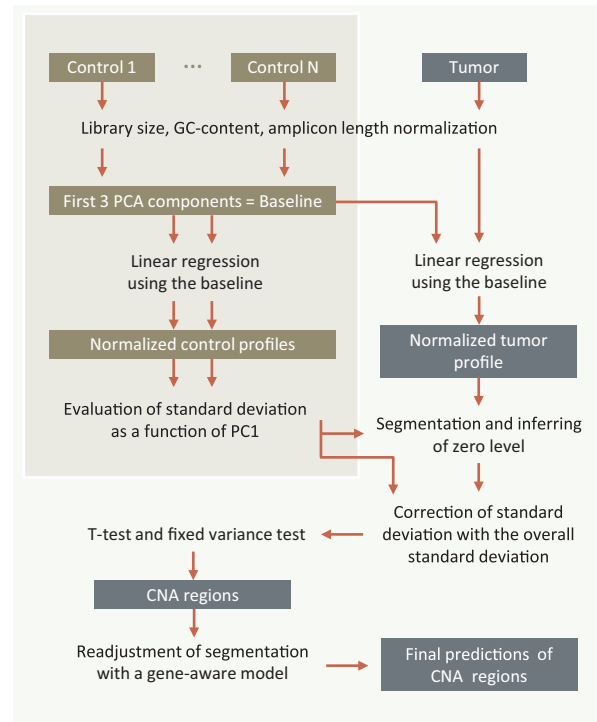 Control 1 ... Control N Tumor
Library size, GC-content, amplicon length normalization
First 3 PCA components = Baseline
Linear regression
using the baseline
Linear regression
using the baseline
Normalized control profiles
Normalized tumor
profile
Evaluation of standard deviation
as a function of PC1
Segmentation and inferring
of zero level
Correction of standard
deviation with the overall
standard deviation
T-test and fixed variance test
CNA regions
Readjustment of segmentation
with a gene-aware model
Final predictions of
CNA regions